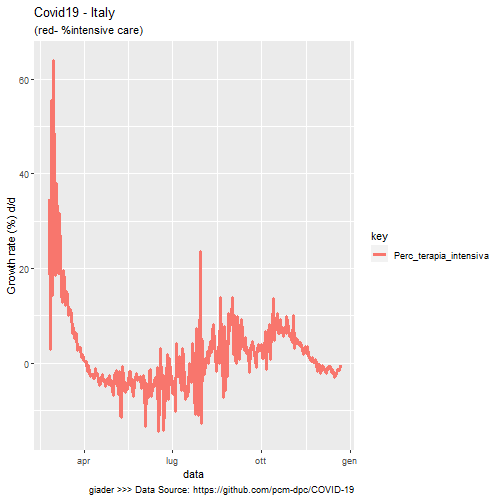 Covid19 - Italy
(red- %intensive care)
Growth rate (%) d/d
60
40
20
0
apr
lug
ott
gen
data
key
Perc_terapia_intensiva
giader >>> Data Source: https://github.com/pcm-dpc/COVID-19